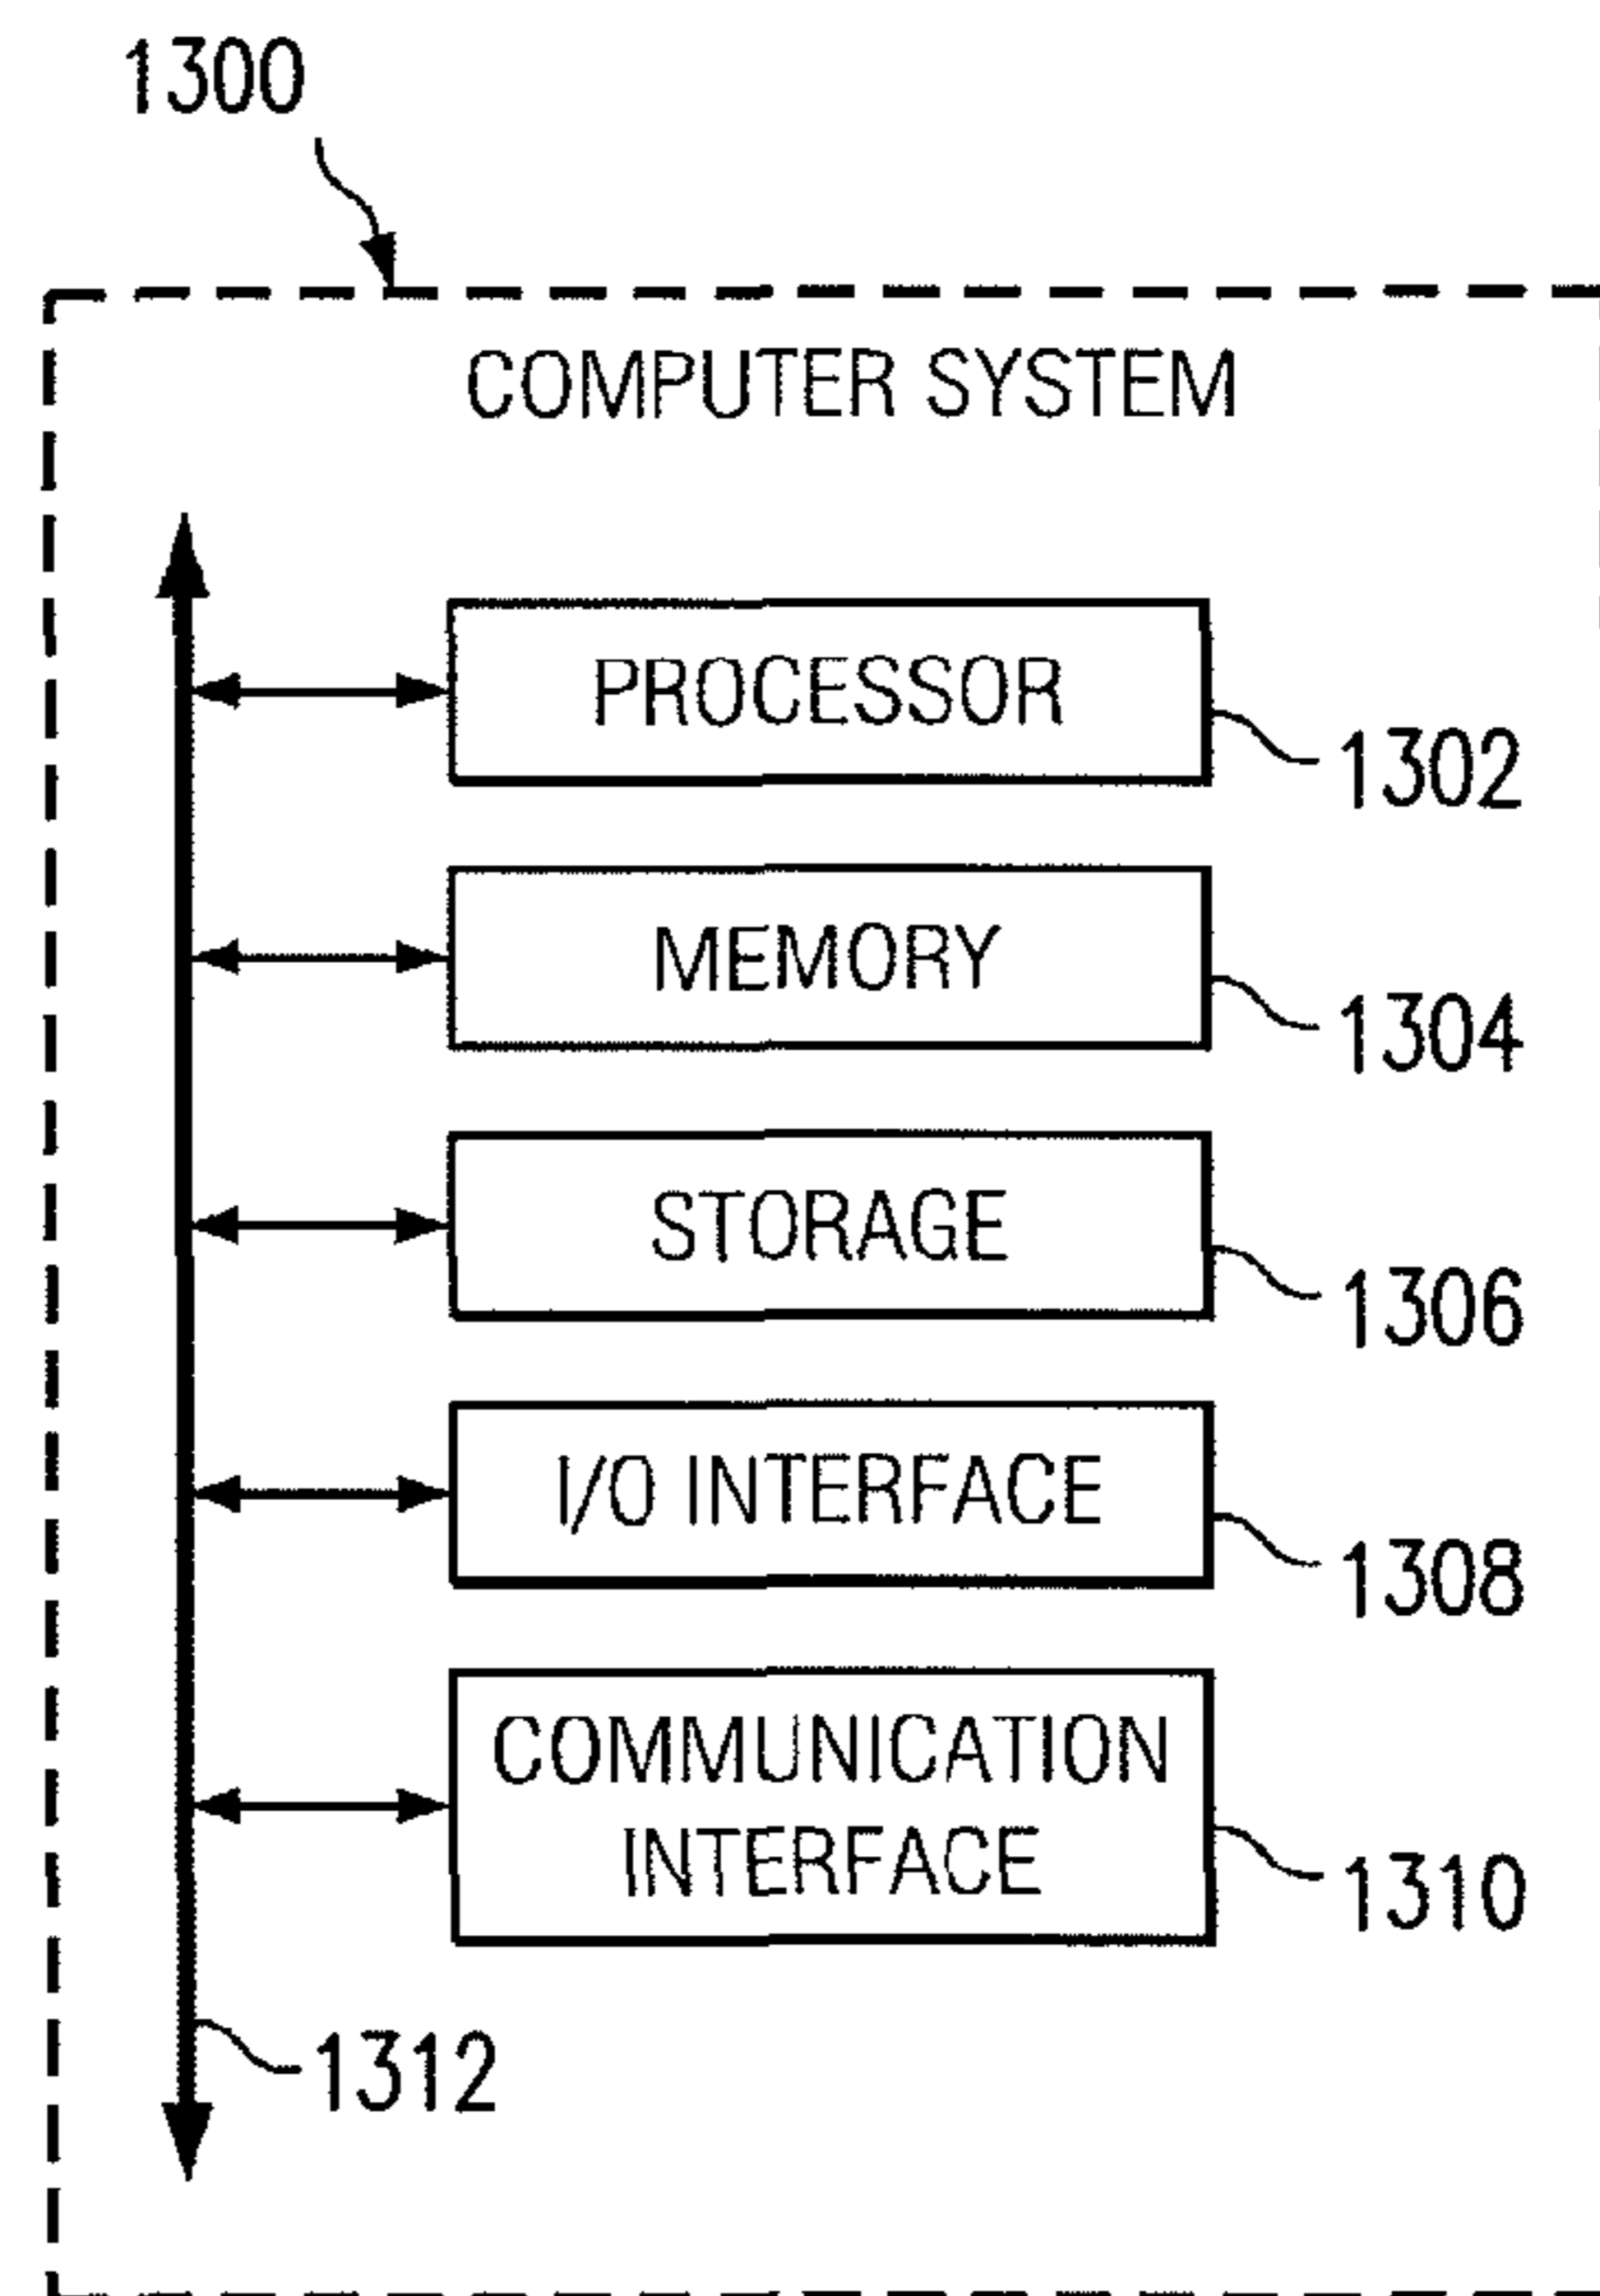 1300
COMPUTER SYSTEM
PROCESSOR
1302
MEMORY
1304
STORAGE
1306
I/O INTERFACE
1308
COMMUNICATION
INTERFACE
1310
1312